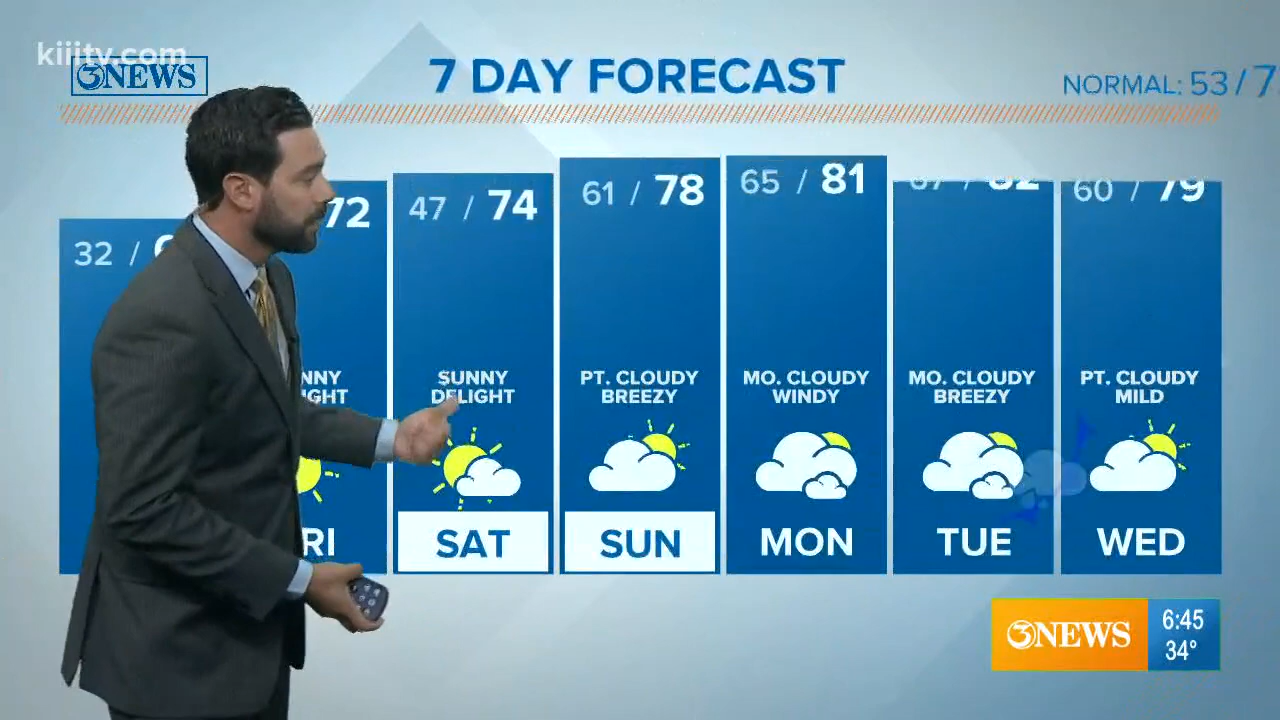 kiiitv.com
3NEWS
7 DAY FORECAST
NORMAL: 53 /
32 /
72
47 / 74
61 / 78
65 / 81
67 / 82
60 / 79
SUNNY
DELIGHT
PT. CLOUDY
BREEZY
MO. CLOUDY
WINDY
MO. CLOUDY
BREEZY
PT. CLOUDY
MILD
SAT
SUN
MON
TUE
WED
3NEWS
6:45
34°